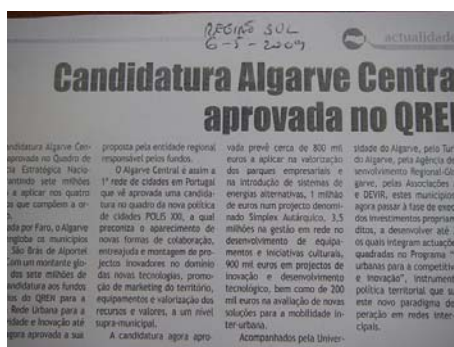 REGIÃO SUL
6-5-2009
actualidade
Candidatura Algarve Centra
aprovada no QREN
andidatura Algarve Cen-
aprovada no Quadro de
cia Estratégica Nacio-
arantindo sete milhões
a aplicar nos quatro
os que compõem a
ada por Faro, o Algarve
engloba os municípios
São Brás de Alportel
Com um montante glo-
dos sete milhões de
candidatura aos fundos
os do QREN para a
Rede Urbana para a
vidade e Inovação até
agora aprovada a sua
proposta pela entidade regional
responsável pelos fundos.
O Algarve Central é assim a
1ª rede de cidades em Portugal
que vê aprovada uma candida-
tura no quadro da nova política
de cidades POLIS XXI, a qual
preconiza o aparecimento de
novas formas de colaboração,
entreajuda e montagem de pro-
jectos inovadores no domínio
das novas tecnologias, promo-
ção de marketing do território,
equipamentos e valorização dos
recursos e valores, a um nível
supra-municipal.
A candidatura agora apro-
vada prevê cerca de 800 mil
euros a aplicar na valorização
dos parques empresariais e
na introdução de sistemas de
energias alternativas, 1 milhão
de euros num projecto denomi-
nado Simplex Autárquico, 3,5
milhões na gestão em rede no
desenvolvimento de equipa-
mentos e iniciativas culturais,
900 mil euros em projectos de
inovação e desenvolvimento
tecnológico, bem como de 200
mil euros na avaliação de novas
soluções para a mobilidade in-
ter-urbana.
Acompanhados pela Univer-
sidade do Algarve, pelo Tur
do Algarve, pela Agência de
senvolvimento Regional-Glo
garve, pelas Associações
e DEVIR, estes município
agora passar à fase de exec
dos investimentos proprian
ditos, a desenvolver até
os quais integram actuaçõe
quadradas no Programa "
urbanas para a competitiv
e Inovação", instrument
política territorial que su
este novo paradigma de
peração em redes inter-
cipais.